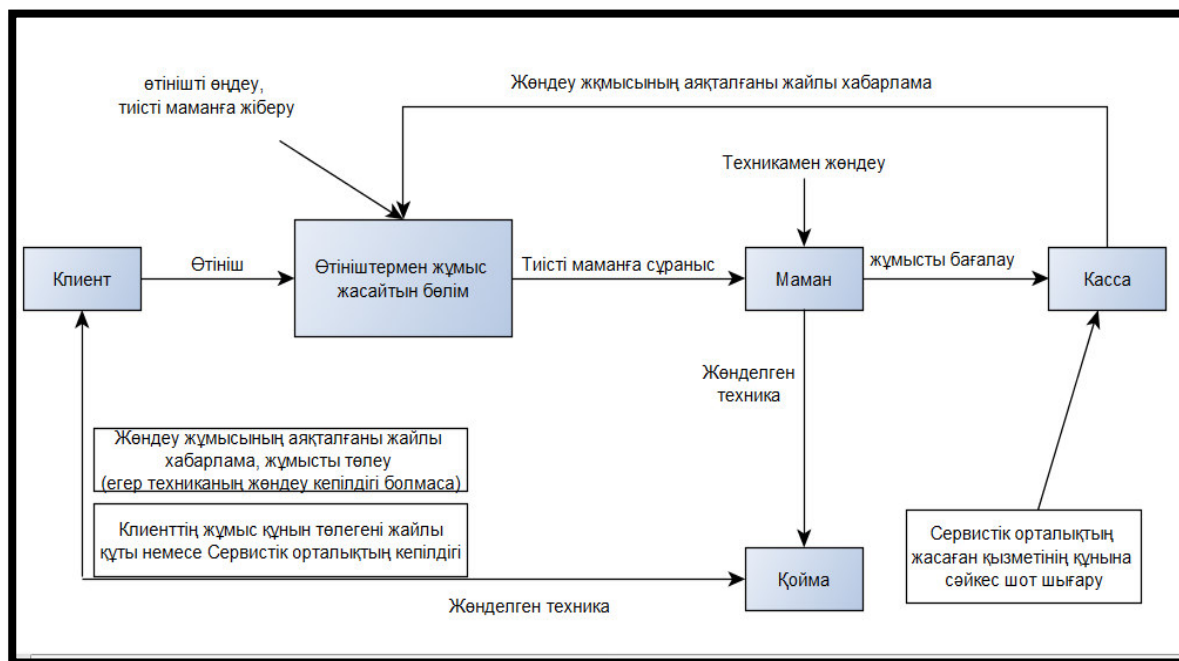 өтінішті өңдеу,
тиісті маманға жіберу
Жөндеу жқмысының аяқталғаны жайлы хабарлама
Техникамен жөндеу
Клиент
Өтініш
Өтініштермен жұмыс
жасайтын бөлім
Тиісті маманға сұраныс
Маман
жұмысты бағалау
Касса
Жөнделген
техника
Жөндеу жұмысының аяқталғаны жайлы
хабарлама, жұмысты төлеу
(егер техниканың жөндеу кепілдігі болмаса)
Клиенттің жұмыс құнын төлегені жайлы
құты немесе Сервистік орталықтың кепілдігі
Сервистік орталықтың
жасаған қызметінің құнына
сәйкес шот шығару
Қойма
Жөнделген техника